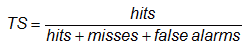 TS = hits / hits + misses + false alarms